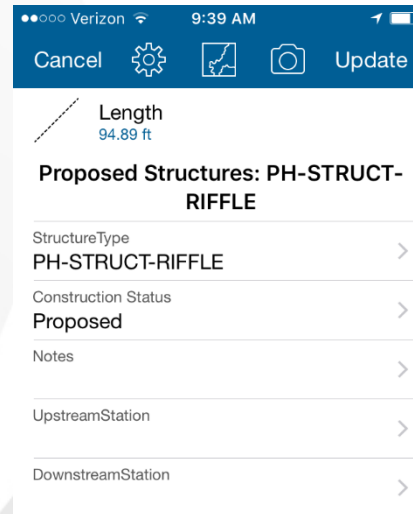 ●●○○○ Verizon 9:39 AM
Cancel Update
Length
94.89 ft
Proposed Structures: PH-STRUCT-
RIFFLE
StructureType
PH-STRUCT-RIFFLE
Construction Status
Proposed
Notes
UpstreamStation
DownstreamStation